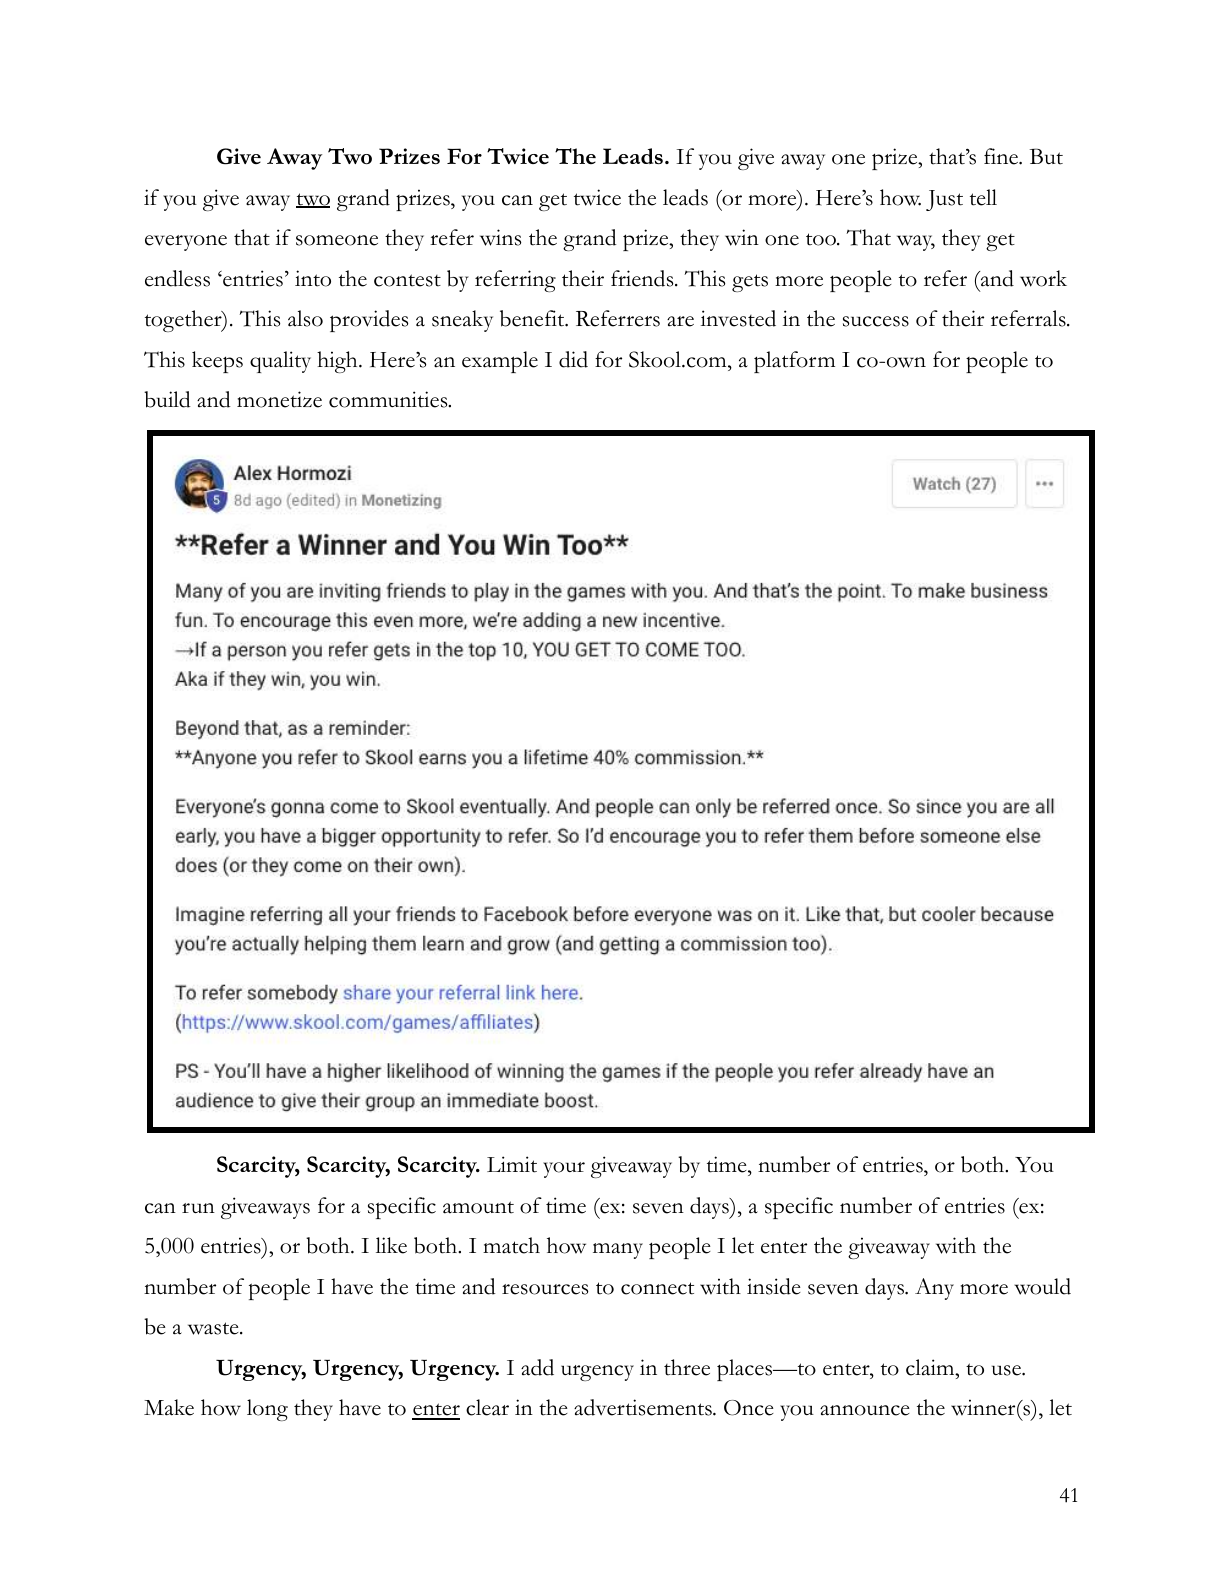 Give Away Two Prizes For Twice The Leads. If you give away one prize, that’s fine. But
if you give away two grand prizes, you can get twice the leads (or more). Here’s how. Just tell
everyone that if someone they refer wins the grand prize, they win one too. That way, they get
endless ‘entries’ into the contest by referring their friends. This gets more people to refer (and work
together). This also provides a sneaky benefit. Referrers are invested in the success of their referrals.
This keeps quality high. Here’s an example I did for Skool.com, a platform I co-own for people to
build and monetize communities.
Alex Hormozi
5
8d ago (edited) in Monetizing
Watch (27)
···
**Refer a Winner and You Win Too**
Many of you are inviting friends to play in the games with you. And that’s the point. To make business
fun. To encourage this even more, we’re adding a new incentive.
→If a person you refer gets in the top 10, YOU GET TO COME TOO.
Aka if they win, you win.
Beyond that, as a reminder:
**Anyone you refer to Skool earns you a lifetime 40% commission.**
Everyone’s gonna come to Skool eventually. And people can only be referred once. So since you are all
early, you have a bigger opportunity to refer. So I’d encourage you to refer them before someone else
does (or they come on their own).
Imagine referring all your friends to Facebook before everyone was on it. Like that, but cooler because
you’re actually helping them learn and grow (and getting a commission too).
To refer somebody share your referral link here.
(https://www.skool.com/games/affiliates)
PS - You’ll have a higher likelihood of winning the games if the people you refer already have an
audience to give their group an immediate boost.
Scarcity, Scarcity, Scarcity. Limit your giveaway by time, number of entries, or both. You
can run giveaways for a specific amount of time (ex: seven days), a specific number of entries (ex:
5,000 entries), or both. I like both. I match how many people I let enter the giveaway with the
number of people I have the time and resources to connect with inside seven days. Any more would
be a waste.
Urgency, Urgency, Urgency. I add urgency in three places—to enter, to claim, to use.
Make how long they have to enter clear in the advertisements. Once you announce the winner(s), let
41